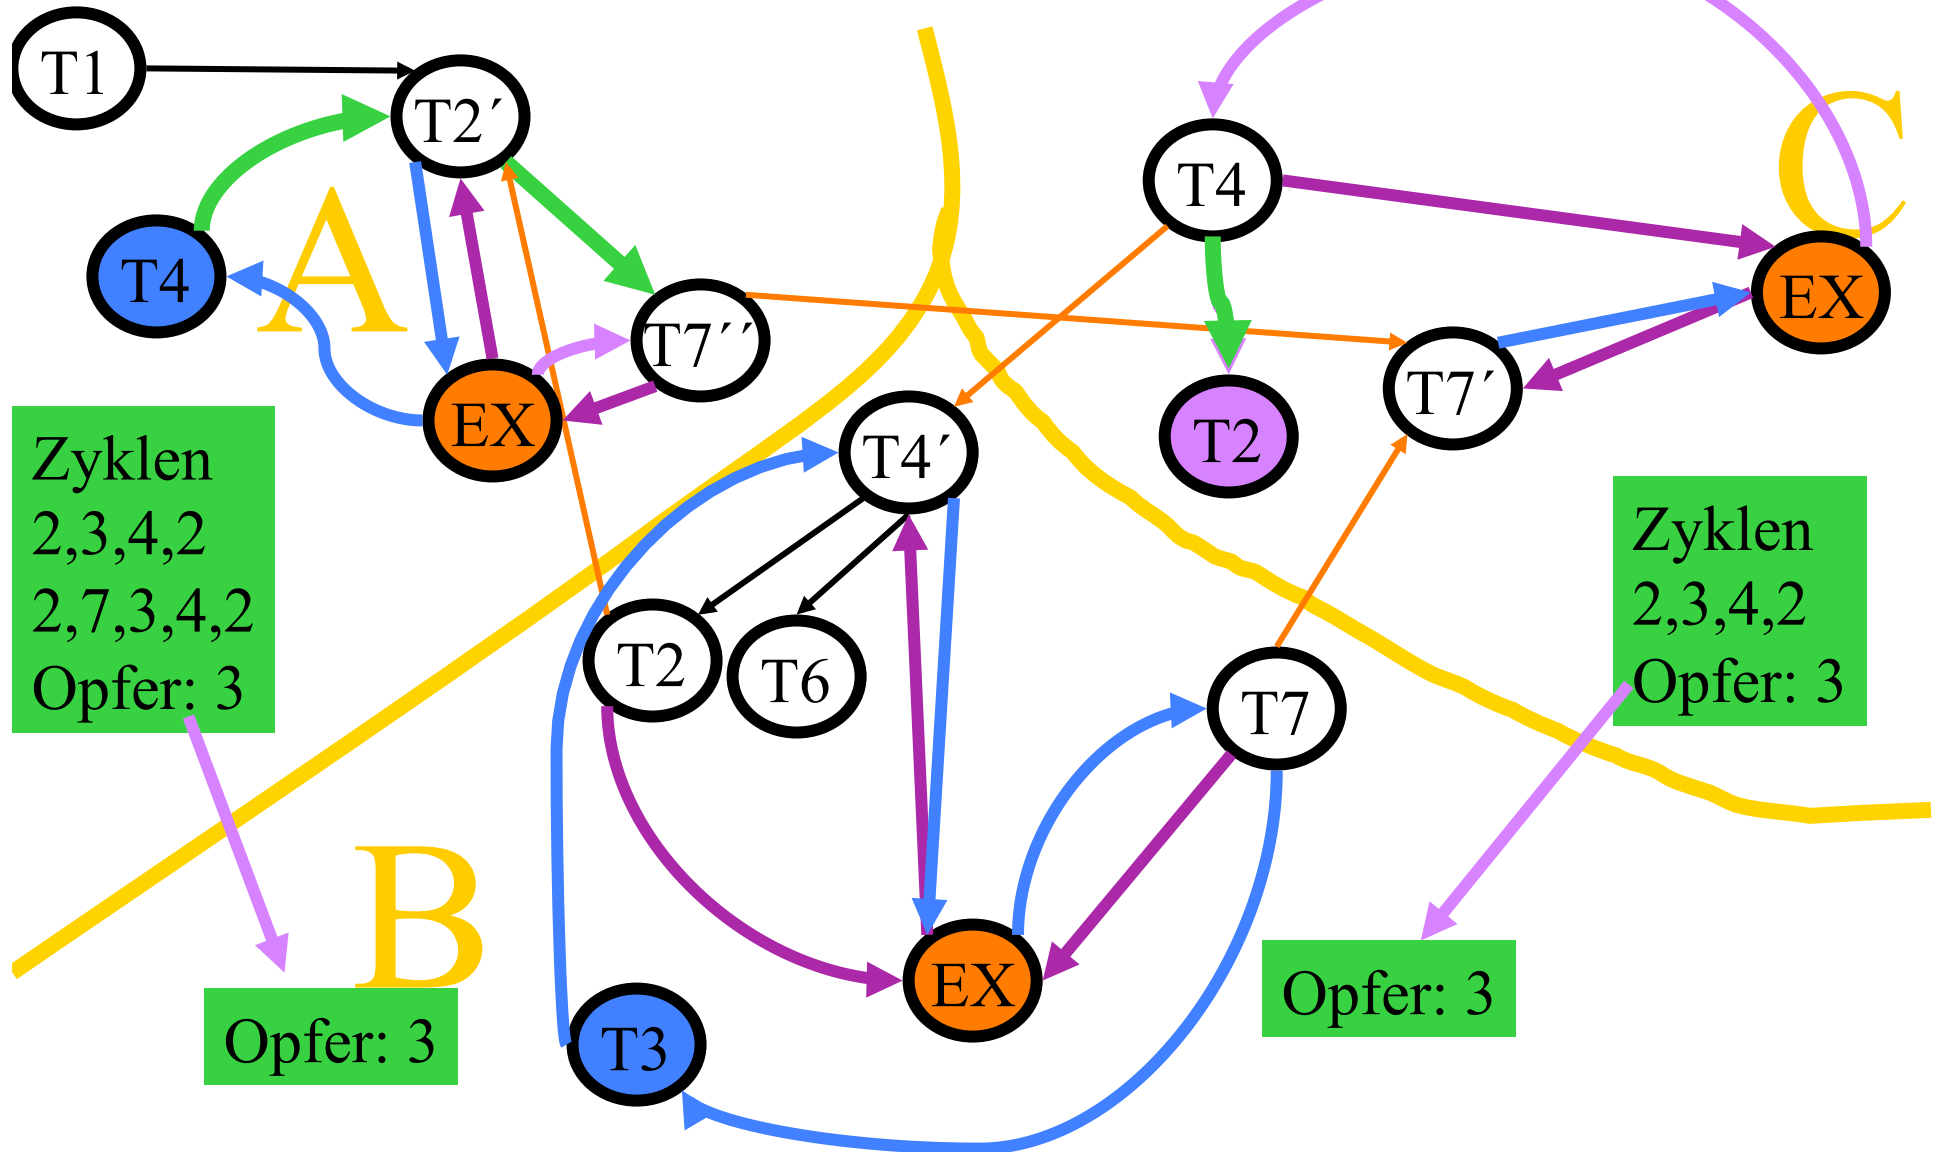 T1
T2´
T4
C
T4
A
EX
T7´´
T7´
EX
T4´
T2
Zyklen
2,3,4,2
2,7,3,4,2
Opfer: 3
Zyklen
2,3,4,2
Opfer: 3
T2
T6
T7
B
EX
Opfer: 3
Opfer: 3
T3